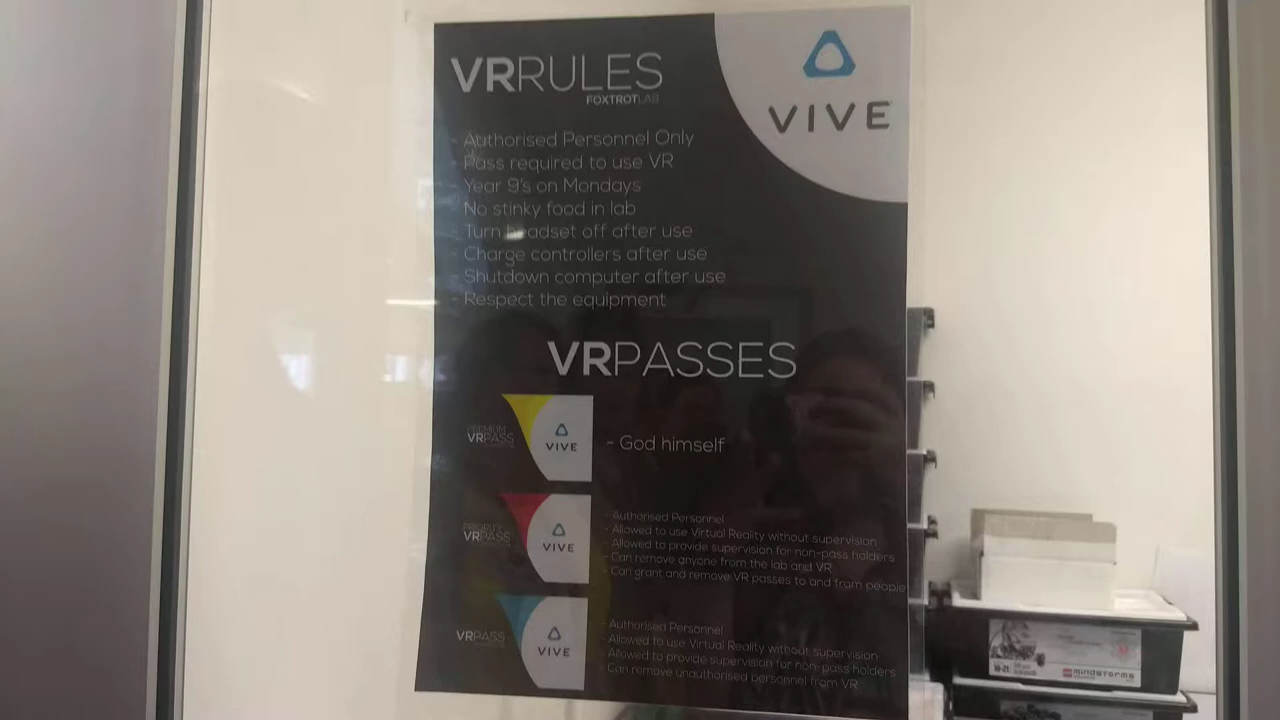 VRRULES
FOXTROTLAB
VIVE
- Authorised Personnel Only
- Pass required to use VR
- Year 9's on Mondays
- No stinky food in lab
- Turn headset off after use
- Charge controllers after use
- Shutdown computer after use
- Respect the equipment
VRPASSES
PREMIUM
VRPASS
VIVE
- God himself
PRIORITY
VRPASS
VIVE
- Authorised Personnel
- Allowed to use Virtual Reality without supervision
- Allowed to provide supervision for non-pass holders
- Can remove anyone from the lab and VR
- Can grant and remove VR passes to and from people
VRPASS
VIVE
- Authorised Personnel
- Allowed to use Virtual Reality without supervision
- Allowed to provide supervision for non-pass holders
- Can remove unauthorised personnel from VR
10-21
mindstorms